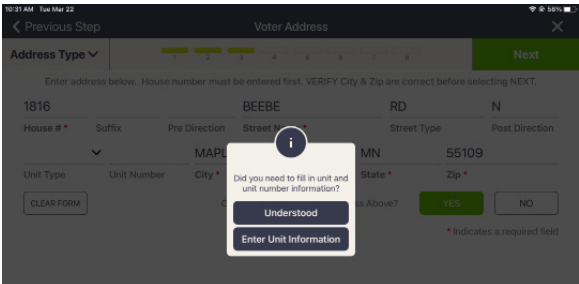 10:31 AM Tue Mar 22 58%
Previous Step Voter Address
Address Type 1 2 3 4 5 6 7 8 Next
Enter address below. House number must be entered first. VERIFY City & Zip are correct before selecting NEXT.
1816 BEEBE RD N
House # * Suffix Pre Direction Street * Street Type Post Direction
MAPL MN 55109
Unit Type Unit Number City * State * Zip *
i
Did you need to fill in unit and
unit number information?
Understood
Enter Unit Information
CLEAR FORM Above? YES NO
* Indicates a required field